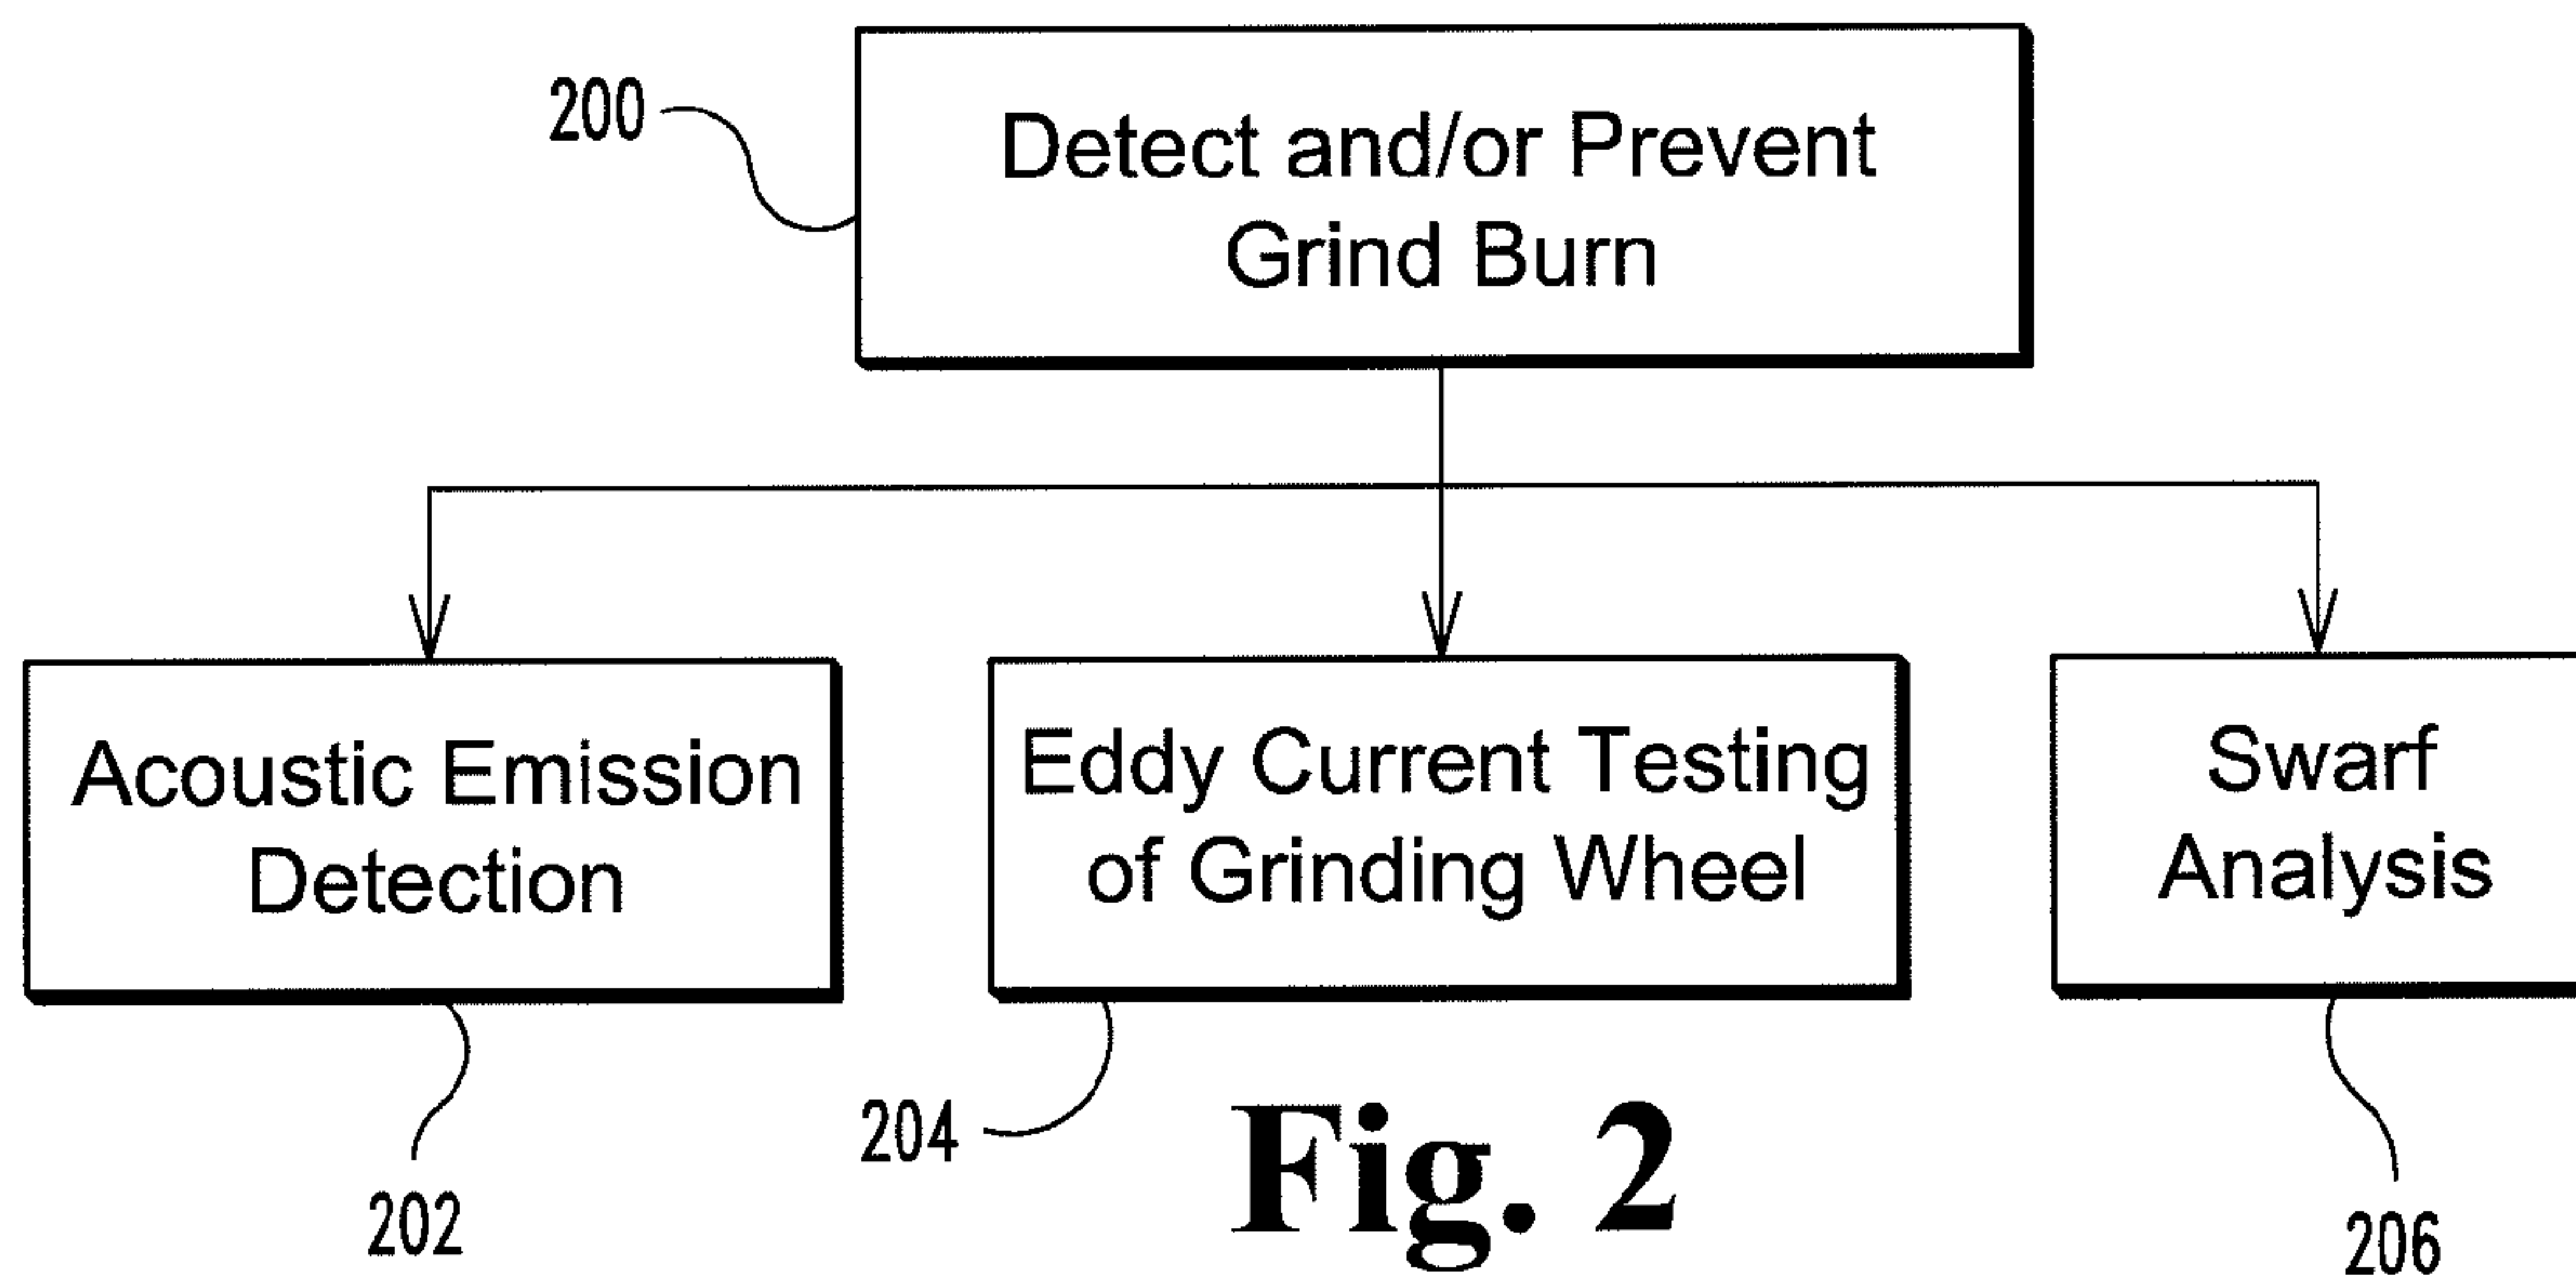 200
Detect and/or Prevent
Grind Burn
Acoustic Emission
Detection
Eddy Current Testing
of Grinding Wheel
Swarf
Analysis
202
204
206
Fig. 2